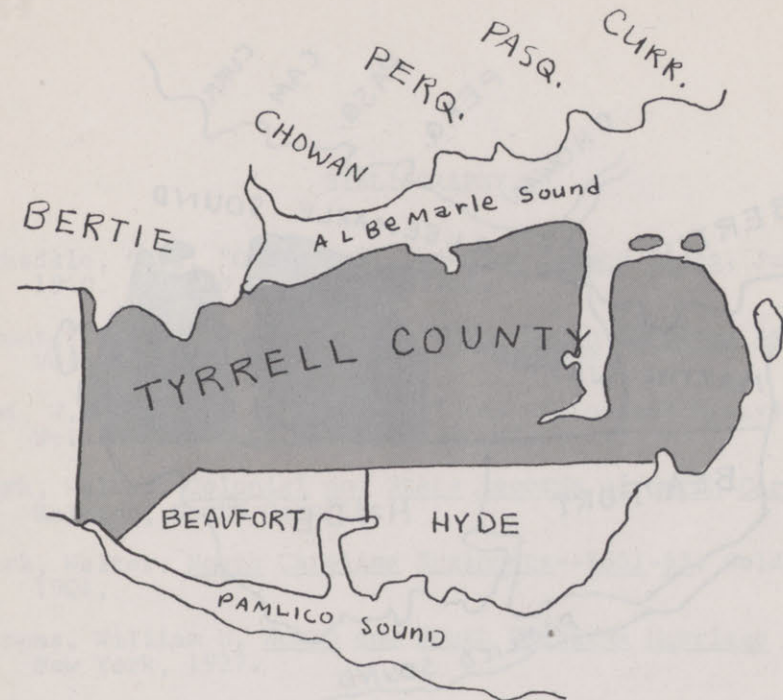 CURR.
PASQ.
PERQ.
CHOWAN
BERTIE
ALBeMarle Sound
TYRRELL COUNTY
BEAUFORT
HYDE
PAMLICO SOUND